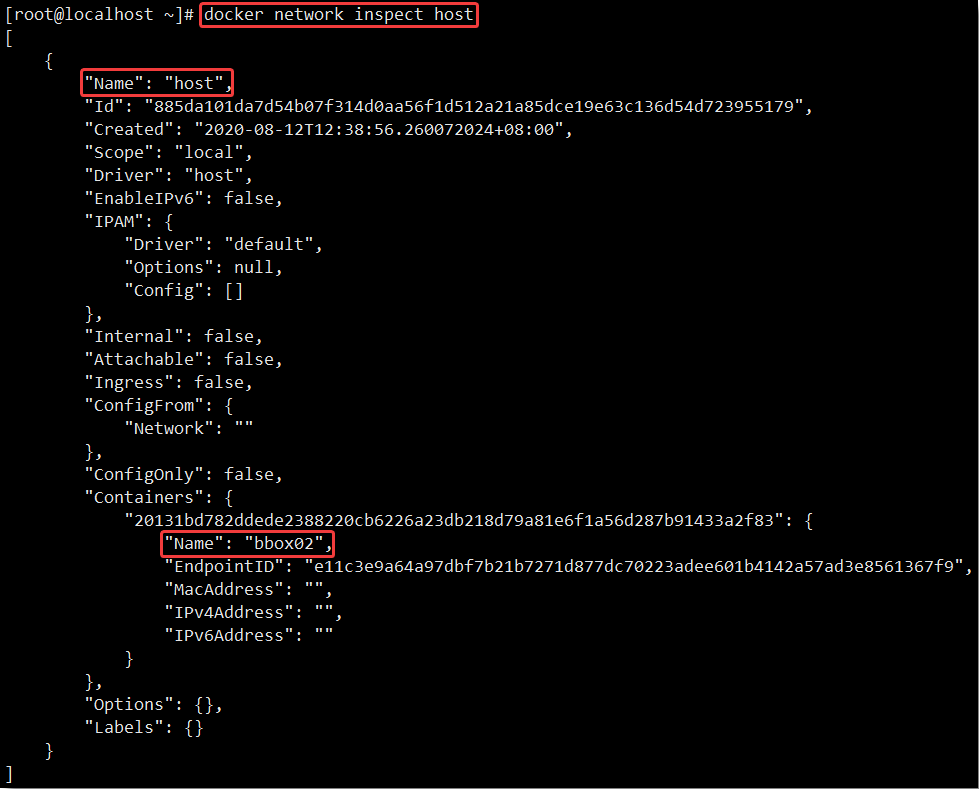 [root@localhost ~]# docker network inspect host
[
    {
        "Name": "host",
        "Id": "885da101da7d54b07f314d0aa56f1d512a21a85dce19e63c136d54d723955179",
        "Created": "2020-08-12T12:38:56.260072024+08:00",
        "Scope": "local",
        "Driver": "host",
        "EnableIPv6": false,
        "IPAM": {
            "Driver": "default",
            "Options": null,
            "Config": []
        },
        "Internal": false,
        "Attachable": false,
        "Ingress": false,
        "ConfigFrom": {
            "Network": ""
        },
        "ConfigOnly": false,
        "Containers": {
            "20131bd782ddede2388220cb6226a23db218d79a81e6f1a56d287b91433a2f83": {
                "Name": "bbox02",
                "EndpointID": "e11c3e9a64a97dbf7b21b7271d877dc70223adee601b4142a57ad3e8561367f9",
                "MacAddress": "",
                "IPv4Address": "",
                "IPv6Address": ""
            }
        },
        "Options": {},
        "Labels": {}
    }
]